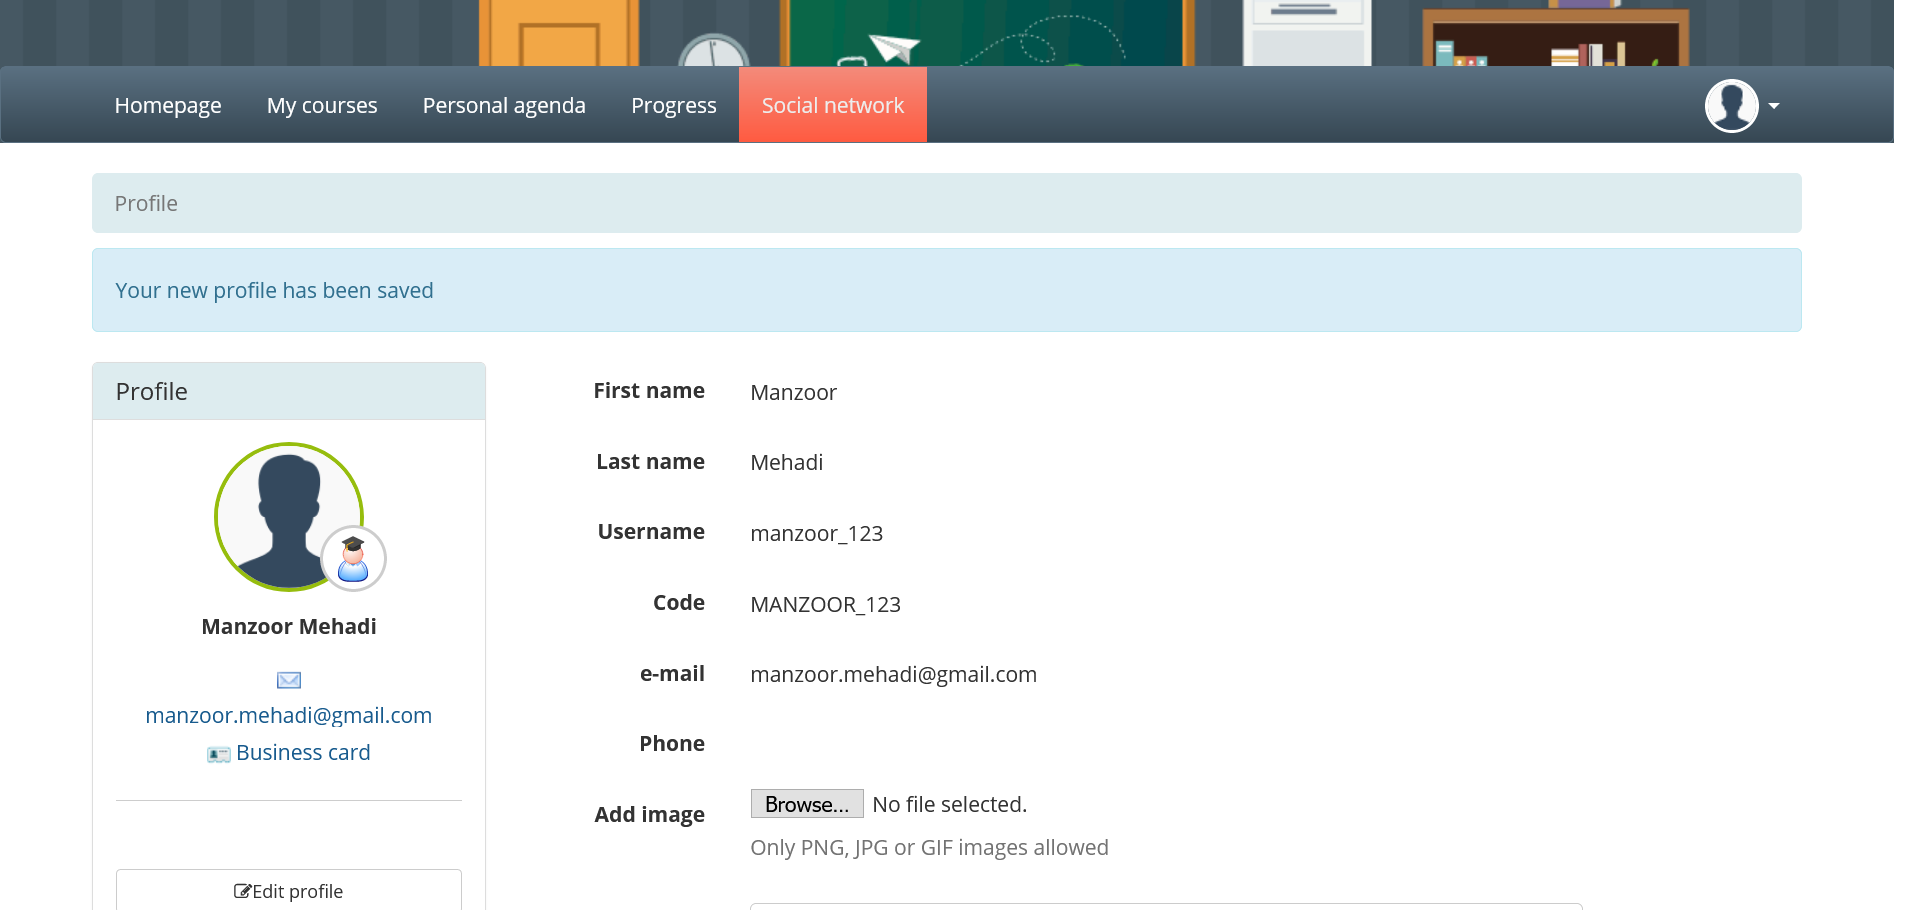 Homepage My courses Personal agenda Progress Social network
Profile
Your new profile has been saved
Profile
Manzoor Mehadi
manzoor.mehadi@gmail.com
Business card
Edit profile
First name Manzoor
Last name Mehadi
Username manzoor_123
Code MANZOOR_123
e-mail manzoor.mehadi@gmail.com
Phone
Add image Browse... No file selected.
Only PNG, JPG or GIF images allowed